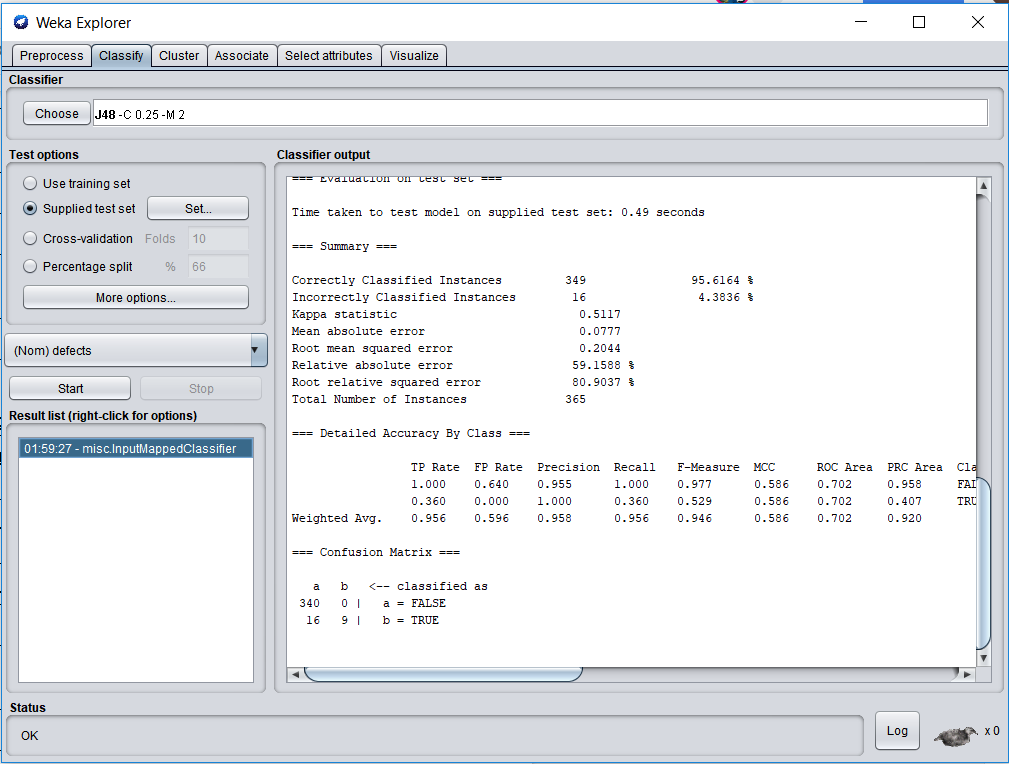 Weka Explorer
Preprocess Classify Cluster Associate Select attributes Visualize
Classifier
Choose J48 -C 0.25 -M 2
Test options
Use training set
Supplied test set Set...
Cross-validation Folds 10
Percentage split % 66
More options...
(Nom) defects
Start Stop
Result list (right-click for options)
01:59:27 - misc.InputMappedClassifier
Classifier output
=== Evaluation on test set ===
Time taken to test model on supplied test set: 0.49 seconds
=== Summary ===
Correctly Classified Instances 349 95.6164 %
Incorrectly Classified Instances 16 4.3836 %
Kappa statistic 0.5117
Mean absolute error 0.0777
Root mean squared error 0.2044
Relative absolute error 59.1588 %
Root relative squared error 80.9037 %
Total Number of Instances 365
=== Detailed Accuracy By Class ===
TP Rate FP Rate Precision Recall F-Measure MCC ROC Area PRC Area Cla
1.000 0.640 0.955 1.000 0.977 0.586 0.702 0.958 FAL
0.360 0.000 1.000 0.360 0.529 0.586 0.702 0.407 TRU
Weighted Avg. 0.956 0.596 0.958 0.956 0.946 0.586 0.702 0.920
=== Confusion Matrix ===
a b <-- classified as
340 0 | a = FALSE
16 9 | b = TRUE
Status
OK
Log x 0